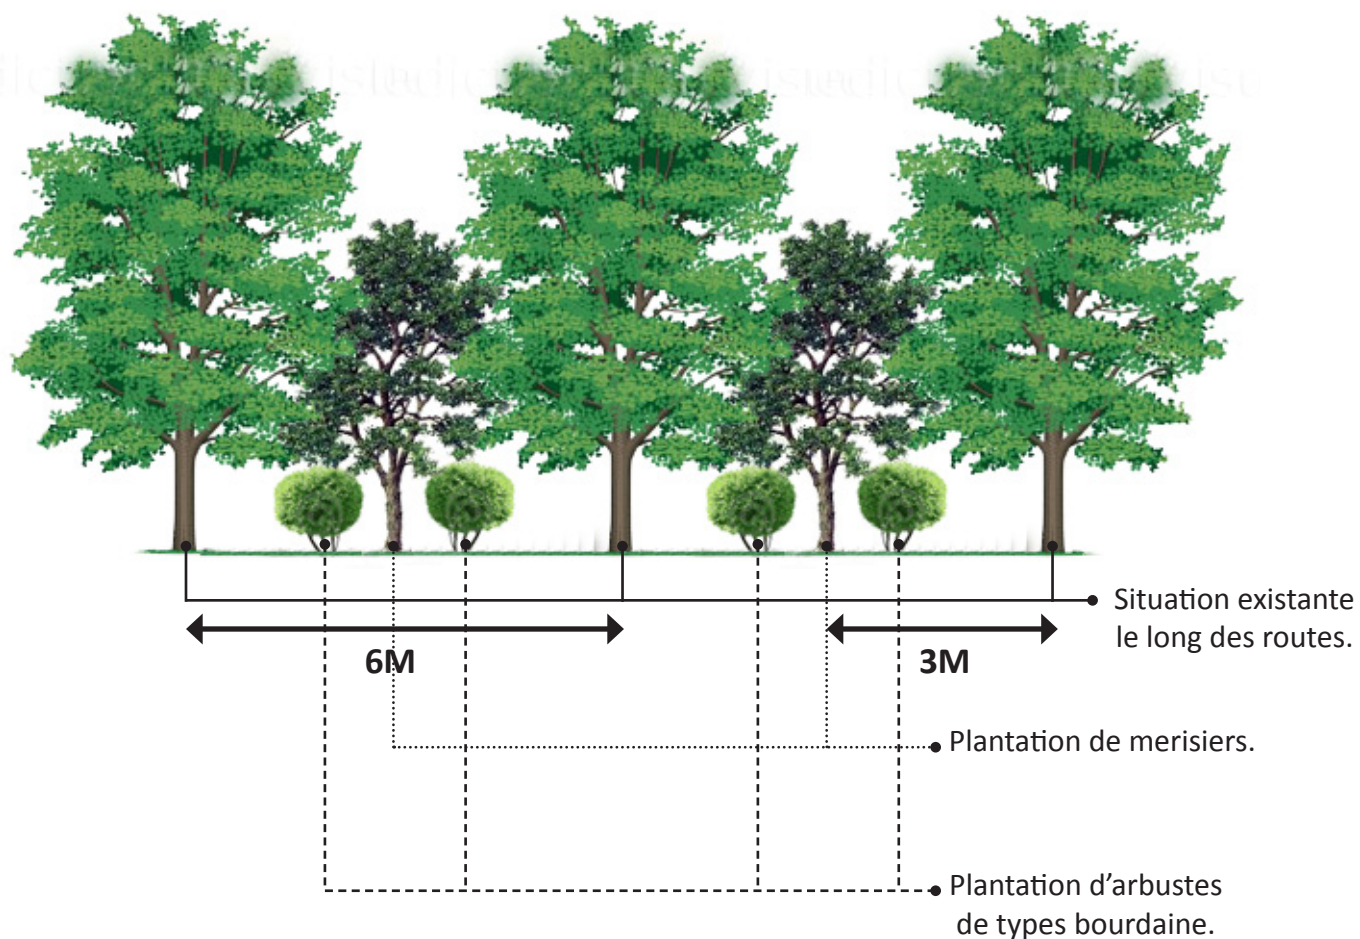 Situation existante
le long des routes.
6M
3M
Plantation de merisiers.
Plantation d'arbustes
de types bourdaine.